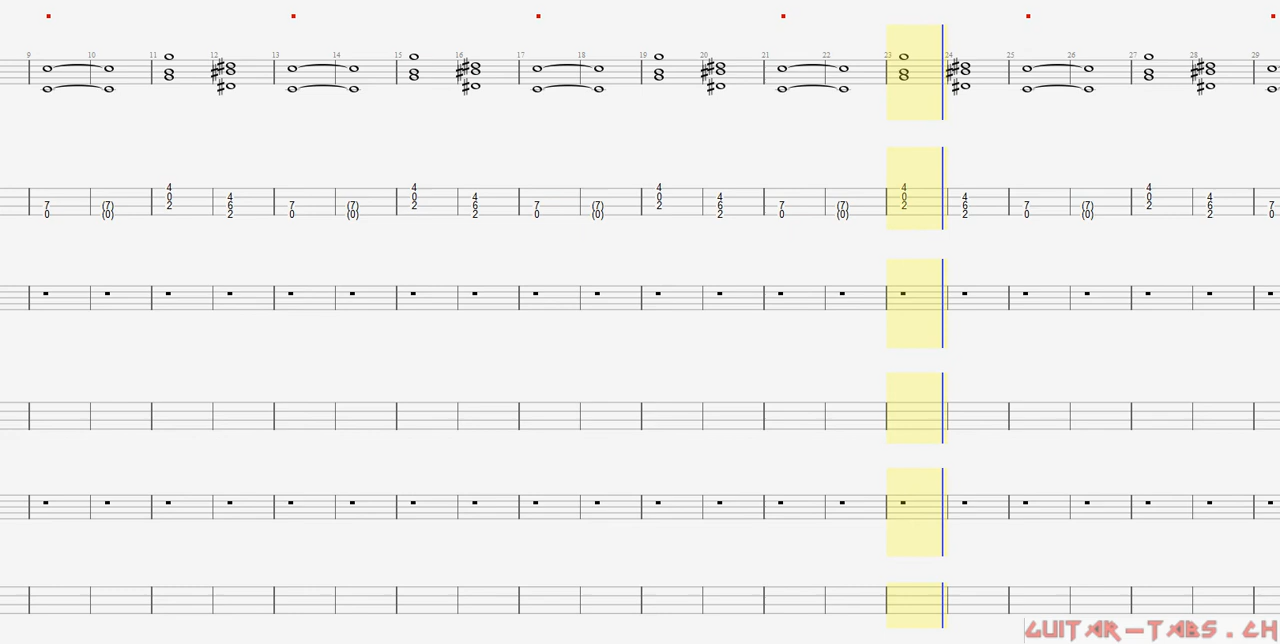 9 10 11 12 13 14 15 16 17 18 19 20 21 22 23 24 25 26 27 28 29
4 4 4 4 4
0 4 0 4 0 4 0 4 0 4
7 (7) 2 6 7 (7) 2 6 7 (7) 2 6 7 (7) 2 6 7 (7) 2 6 7
0 (0) 2 0 (0) 2 0 (0) 2 0 (0) 2 0 (0) 2 0
GUITAR-TABS.CH